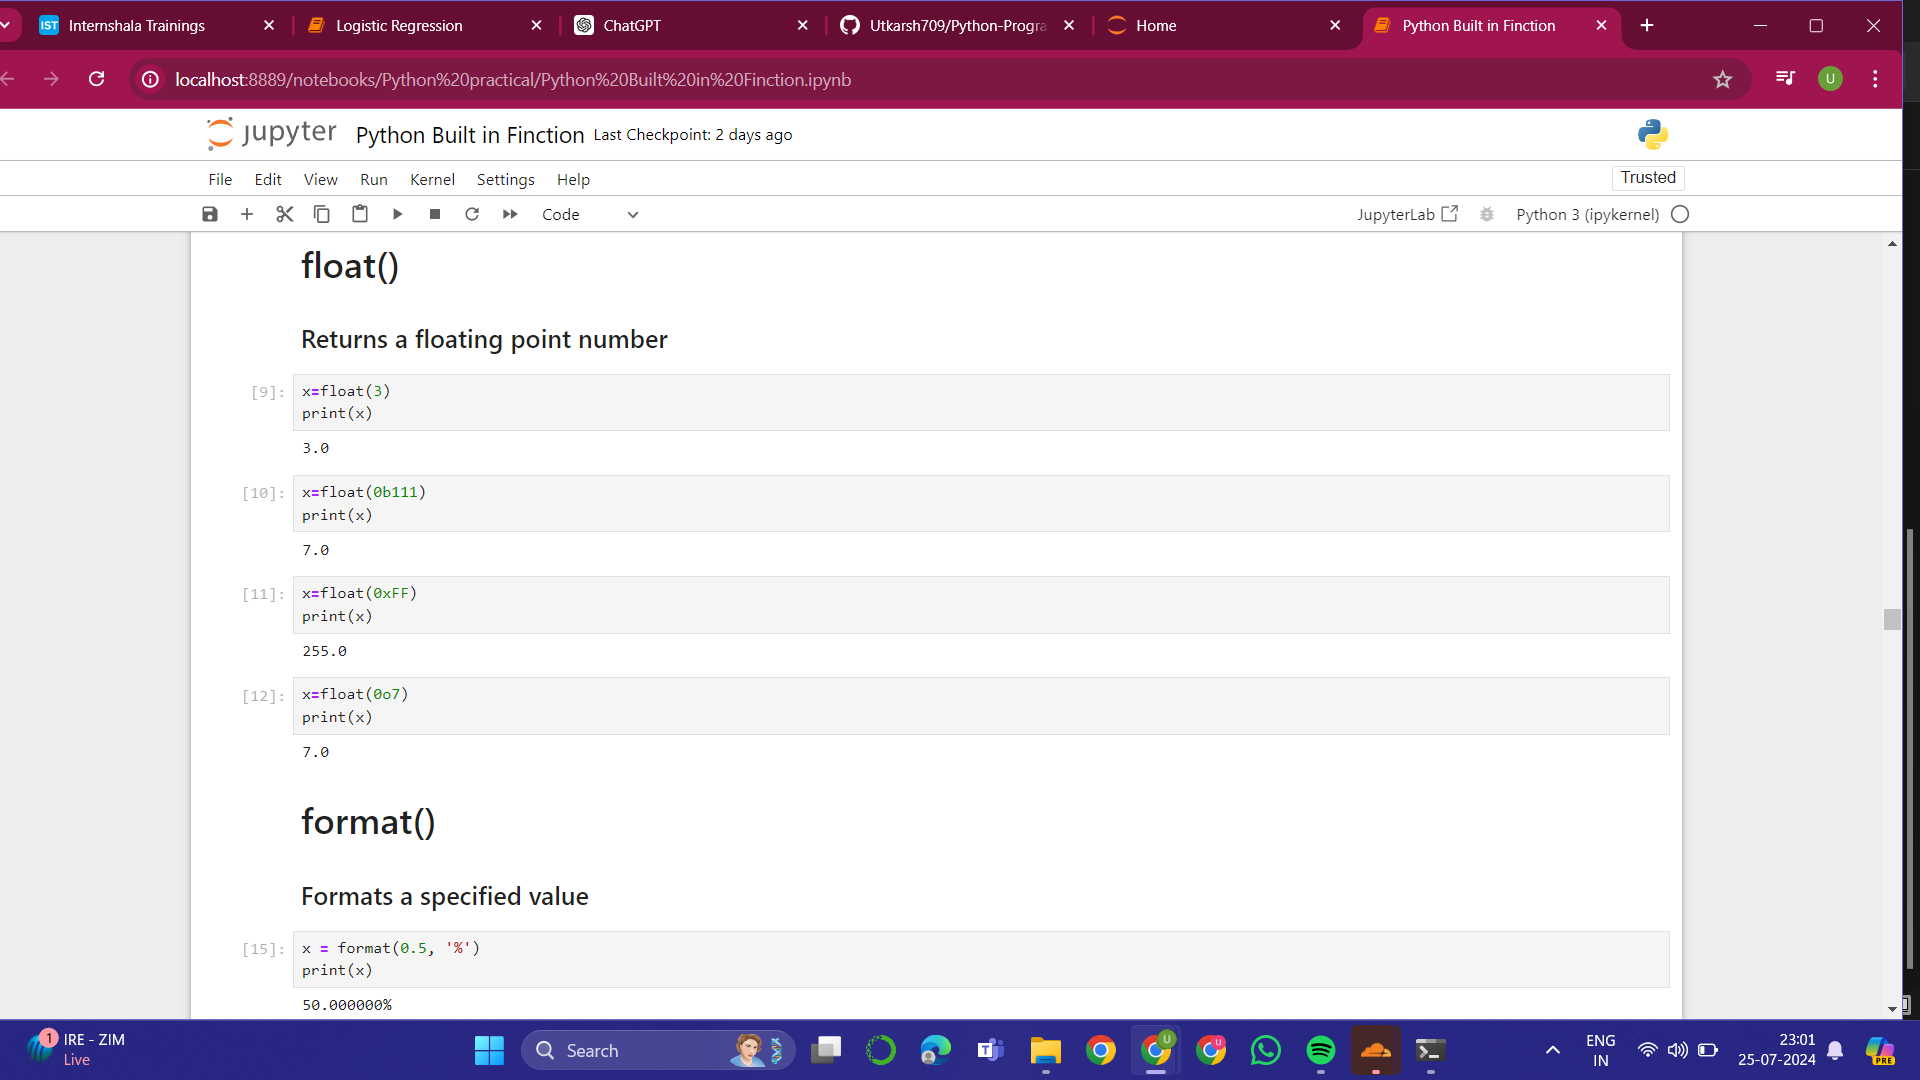 Internshala Trainings
Logistic Regression
ChatGPT
Utkarsh709/Python-Progra
Home
Python Built in Finction
localhost:8889/notebooks/Python%20practical/Python%20Built%20in%20Finction.ipynb
U
jupyter Python Built in Finction Last Checkpoint: 2 days ago
File Edit View Run Kernel Settings Help
Trusted
Code
JupyterLab
Python 3 (ipykernel)
float()
Returns a floating point number
[9]:
x=float(3)
print(x)
3.0
[10]:
x=float(0b111)
print(x)
7.0
[11]:
x=float(0xFF)
print(x)
255.0
[12]:
x=float(0o7)
print(x)
7.0
format()
Formats a specified value
[15]:
x = format(0.5, '%')
print(x)
50.000000%
1
IRE - ZIM
Live
Search
ENG
IN
23:01
25-07-2024
PRE